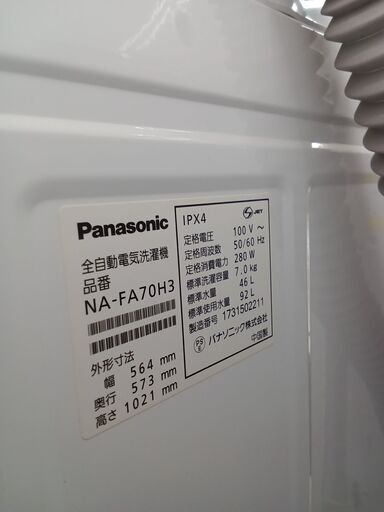 Panasonic
全自動電気洗濯機
品番
NA-FA70H3
外形寸法
幅 564 mm
奥行 573 mm
高さ 1021 mm
IPX4
JET
定格電圧 100 V ～
定格周波数 50/60 Hz
定格消費電力 280 W
標準洗濯容量 7.0 kg
標準水量 46 L
標準使用水量 92 L
製造番号 1731502211
PS
E
パナソニック株式会社
中国製